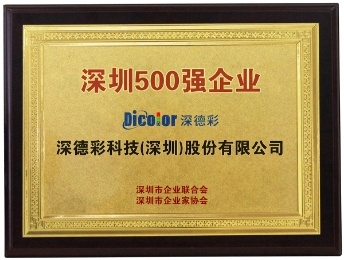 深圳500强企业
Dicolor 深德彩
深德彩科技(深圳)股份有限公司
深圳市企业联合会
深圳市企业家协会